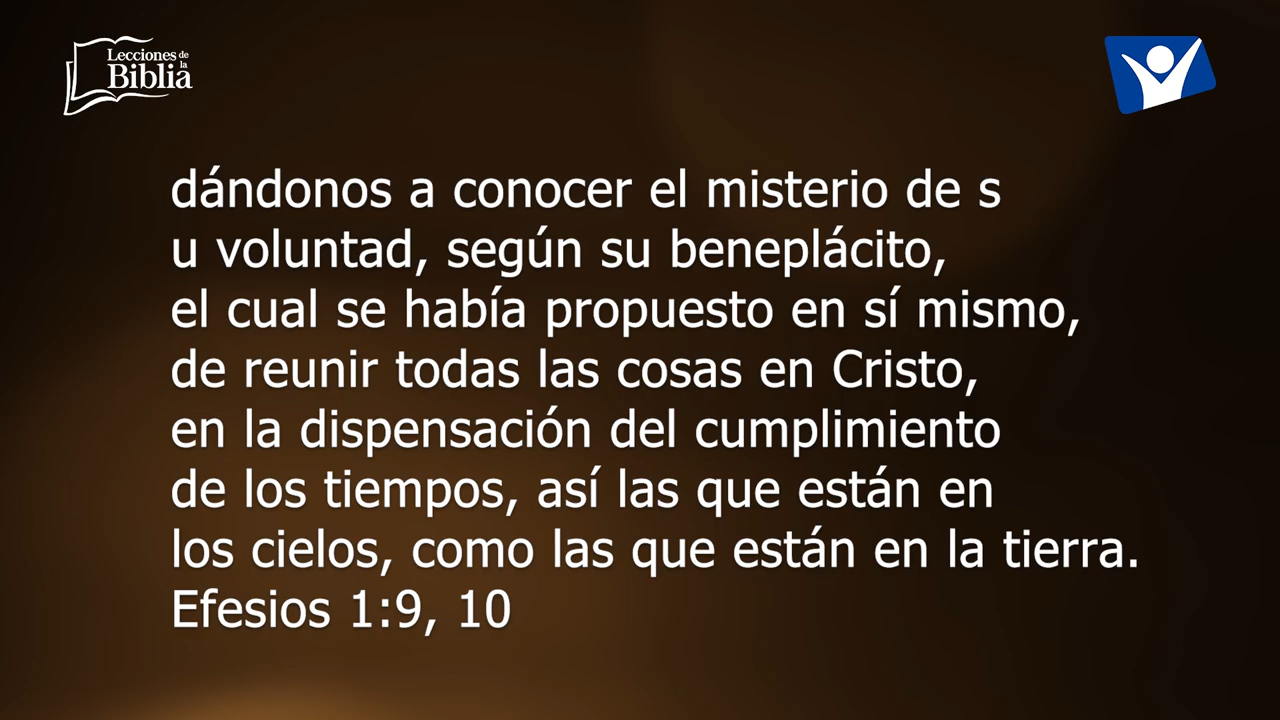 Lecciones de
la
Biblia
dándonos a conocer el misterio de s
u voluntad, según su beneplácito,
el cual se había propuesto en sí mismo,
de reunir todas las cosas en Cristo,
en la dispensación del cumplimiento
de los tiempos, así las que están en
los cielos, como las que están en la tierra.
Efesios 1:9, 10